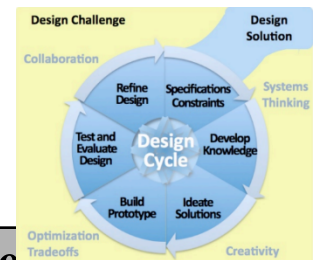 Design Challenge
Design
Solution
Collaboration
Refine
Design
Specifications
Constraints
Systems
Thinking
Test and
Evaluate
Design
Design
Cycle
Develop
Knowledge
Build
Prototype
Ideate
Solutions
Optimization
Tradeoffs
Creativity